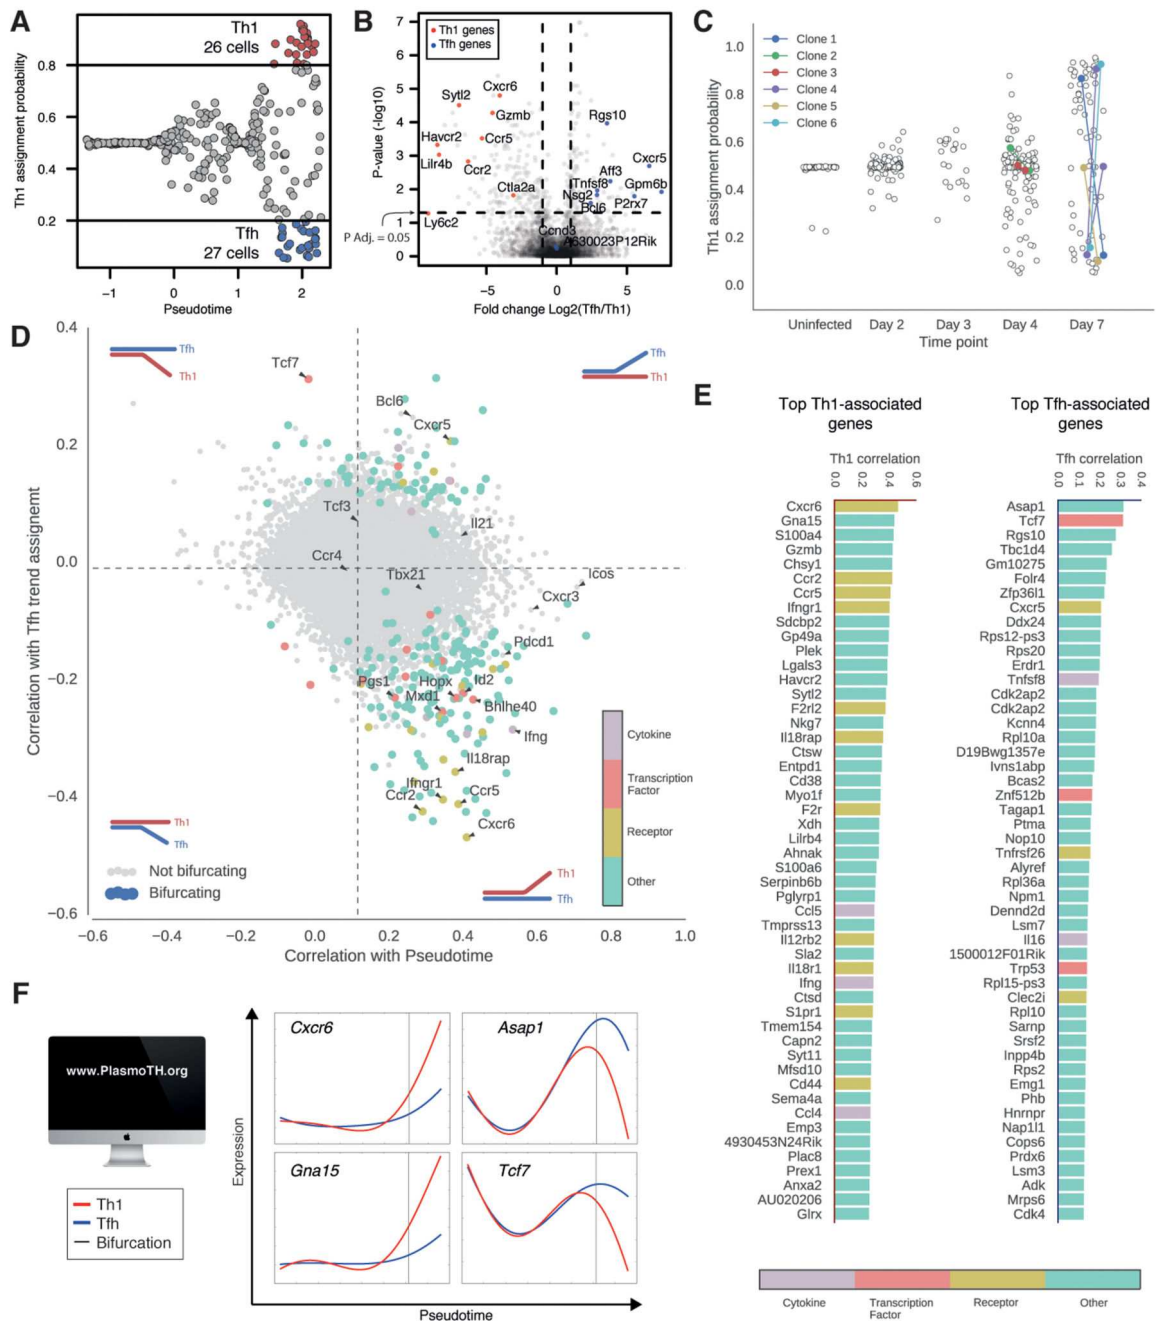 A
Th1
26 cells
Tfh
27 cells
Th1 assignment probability
0.8
0.6
0.4
0.2
−1
0
1
2
Pseudotime
B
Th1 genes
Tfh genes
P-value (-log10)
7
6
5
4
3
2
1
0
P Adj. = 0.05
Sytl2
Cxcr6
Gzmb
Havcr2
Ccr5
Lilr4b
Ccr2
Ctla2a
Ly6c2
Rgs10
Cxcr5
Aff3
Tnfsf8
Gpm6b
Nsg2
P2rx7
Bcl6
Ccnd3
A630023P12Rik
−5
0
5
Fold change Log2(Tfh/Th1)
C
Clone 1
Clone 2
Clone 3
Clone 4
Clone 5
Clone 6
Th1 assignment probability
1.0
0.8
0.6
0.4
0.2
0.0
Uninfected
Day 2
Day 3
Day 4
Day 7
Time point
D
Correlation with Tfh trend assignemt
0.4
0.2
0.0
−0.2
−0.4
−0.6
Tfh
Th1
Tfh
Th1
Tcf7
Bcl6
Cxcr5
Tcf3
Il21
Ccr4
Tbx21
Icos
Cxcr3
Pdcd1
Pgs1
Hopx
Id2
Mxd1
Bhlhe40
Ifng
Il18rap
Ifngr1
Ccr2
Ccr5
Cxcr6
Th1
Tfh
Th1
Tfh
Not bifurcating
Bifurcating
Cytokine
Transcription
Factor
Receptor
Other
−0.6
−0.4
−0.2
0.0
0.2
0.4
0.6
0.8
1.0
Correlation with Pseudotime
E
Top Th1-associated
genes
Th1 correlation
0.0
0.2
0.4
0.6
Cxcr6
Gna15
S100a4
Gzmb
Chsy1
Ccr2
Ccr5
Ifngr1
Sdcbp2
Gp49a
Plek
Lgals3
Havcr2
Sytl2
F2rl2
Nkg7
Il18rap
Ctsw
Entpd1
Cd38
Myo1f
F2r
Xdh
Lilrb4
Ahnak
S100a6
Serpinb6b
Pglyrp1
Ccl5
Tmprss13
Il12rb2
Sla2
Il18r1
Ifng
Ctsd
S1pr1
Tmem154
Capn2
Syt11
Mfsd10
Cd44
Sema4a
Ccl4
Emp3
4930453N24Rik
Plac8
Prex1
Anxa2
AU020206
Glrx
Top Tfh-associated
genes
Tfh correlation
0.0
0.1
0.2
0.3
0.4
Asap1
Tcf7
Rgs10
Tbc1d4
Gm10275
Folr4
Zfp36l1
Cxcr5
Ddx24
Rps12-ps3
Rps20
Erdr1
Tnfsf8
Cdk2ap2
Cdk2ap2
Kcnn4
Rpl10a
D19Bwg1357e
Ivns1abp
Bcas2
Znf512b
Tagap1
Ptma
Nop10
Tnfrsf26
Alyref
Rpl36a
Npm1
Dennd2d
Lsm7
Il16
1500012F01Rik
Trp53
Rpl15-ps3
Clec2i
Rpl10
Sarnp
Srsf2
Inpp4b
Rps2
Emg1
Phb
Hnrnpr
Nap1l1
Cops6
Prdx6
Lsm3
Adk
Mrps6
Cdk4
Cytokine
Transcription
Factor
Receptor
Other
F
www.PlasmoTH.org
Th1
Tfh
Bifurcation
Expression
Cxcr6
Asap1
Gna15
Tcf7
Pseudotime